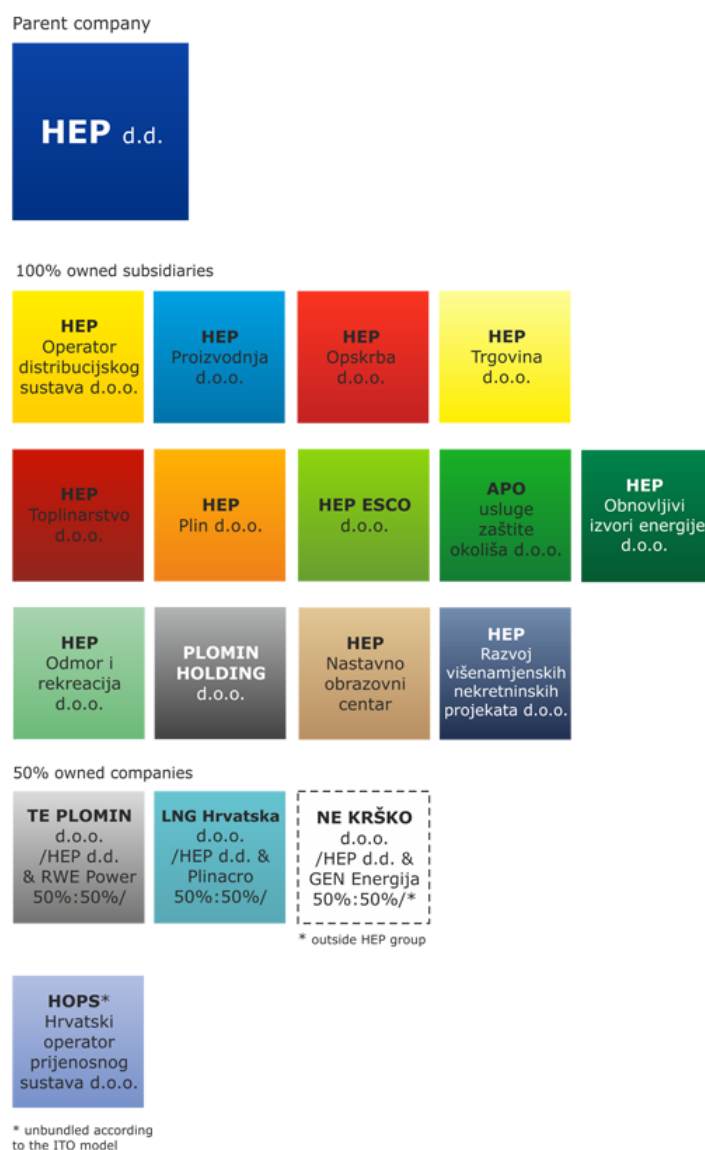 Parent company
HEP d.d.
100% owned subsidiaries
HEP
Operator
distribucijskog
sustava d.o.o.
HEP
Proizvodnja
d.o.o.
HEP
Opskrba
d.o.o.
HEP
Trgovina
d.o.o.
HEP
Toplinarstvo
d.o.o.
HEP
Plin d.o.o.
HEP ESCO
d.o.o.
APO
usluge
zaštite
okoliša d.o.o.
HEP
Obnovljivi
izvori energije
d.o.o.
HEP
Odmor i
rekreacija
d.o.o.
PLOMIN
HOLDING
d.o.o.
HEP
Nastavno
obrazovni
centar
HEP
Razvoj
višenamjenskih
nekretninskih
projekata d.o.o.
50% owned companies
TE PLOMIN
d.o.o.
/HEP d.d.
& RWE Power
50%:50%/
LNG Hrvatska
d.o.o.
/HEP d.d. &
Plinacro
50%:50%/
NE KRŠKO
d.o.o.
/HEP d.d. &
GEN Energija
50%:50%/*
* outside HEP group
HOPS*
Hrvatski
operator
prijenosnog
sustava d.o.o.
* unbundled according
to the ITO model